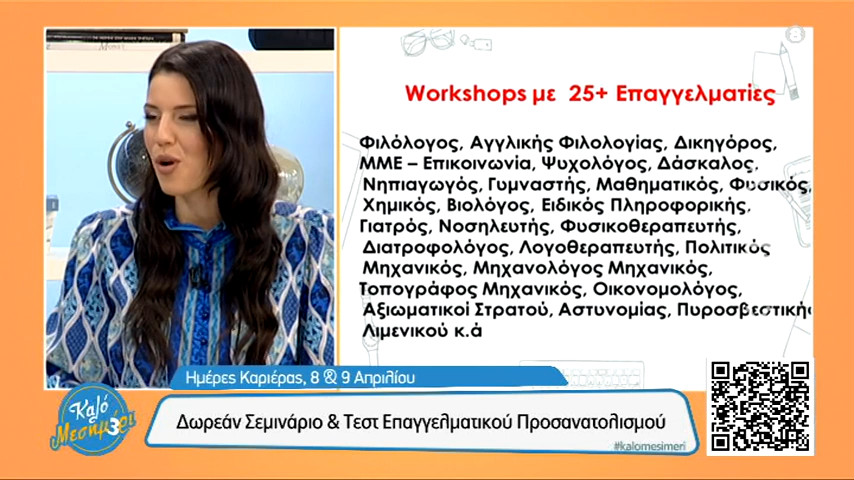 Workshops με 25+ Επαγγελματίες
Φιλόλογος, Αγγλικής Φιλολογίας, Δικηγόρος,
ΜΜΕ – Επικοινωνία, Ψυχολόγος, Δάσκαλος,
Νηπιαγωγός, Γυμναστής, Μαθηματικός, Φυσικός,
Χημικός, Βιολόγος, Ειδικός Πληροφορικής,
Γιατρός, Νοσηλευτής, Φυσικοθεραπευτής,
Διατροφολόγος, Λογοθεραπευτής, Πολιτικός
Μηχανικός, Μηχανολόγος Μηχανικός,
Τοπογράφος Μηχανικός, Οικονομολόγος,
Αξιωματικοί Στρατού, Αστυνομίας, Πυροσβεστικής
Λιμενικού κ.ά
Ημέρες Καριέρας, 8 & 9 Απριλίου
Δωρεάν Σεμινάριο & Τεστ Επαγγελματικού Προσανατολισμού
#kalomesimeri
Καλό
Μεσημ3ρι